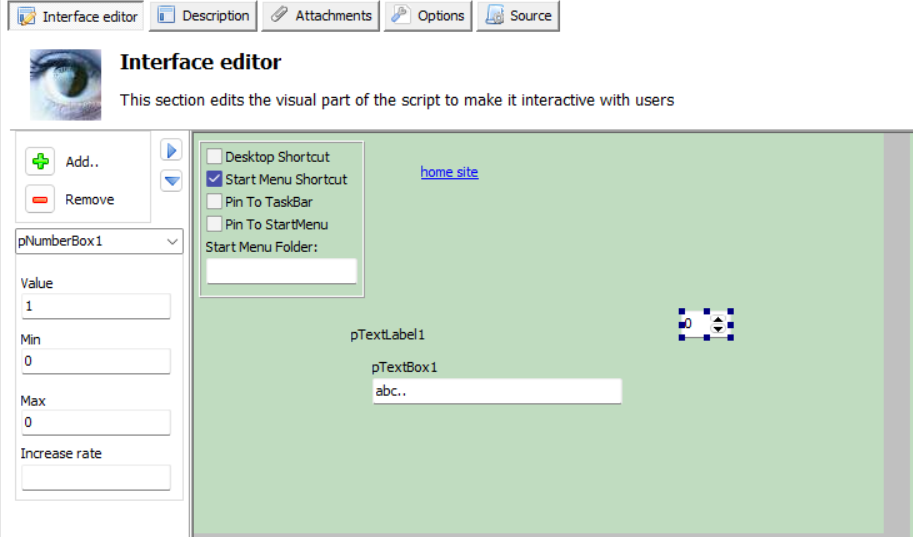 Interface editor
Description
Attachments
Options
Source
Interface editor
This section edits the visual part of the script to make it interactive with users
Add..
Remove
pNumberBox1
Value
1
Min
0
Max
0
Increase rate
Desktop Shortcut
Start Menu Shortcut
Pin To TaskBar
Pin To StartMenu
Start Menu Folder:
home site
pTextLabel1
0
pTextBox1
abc..